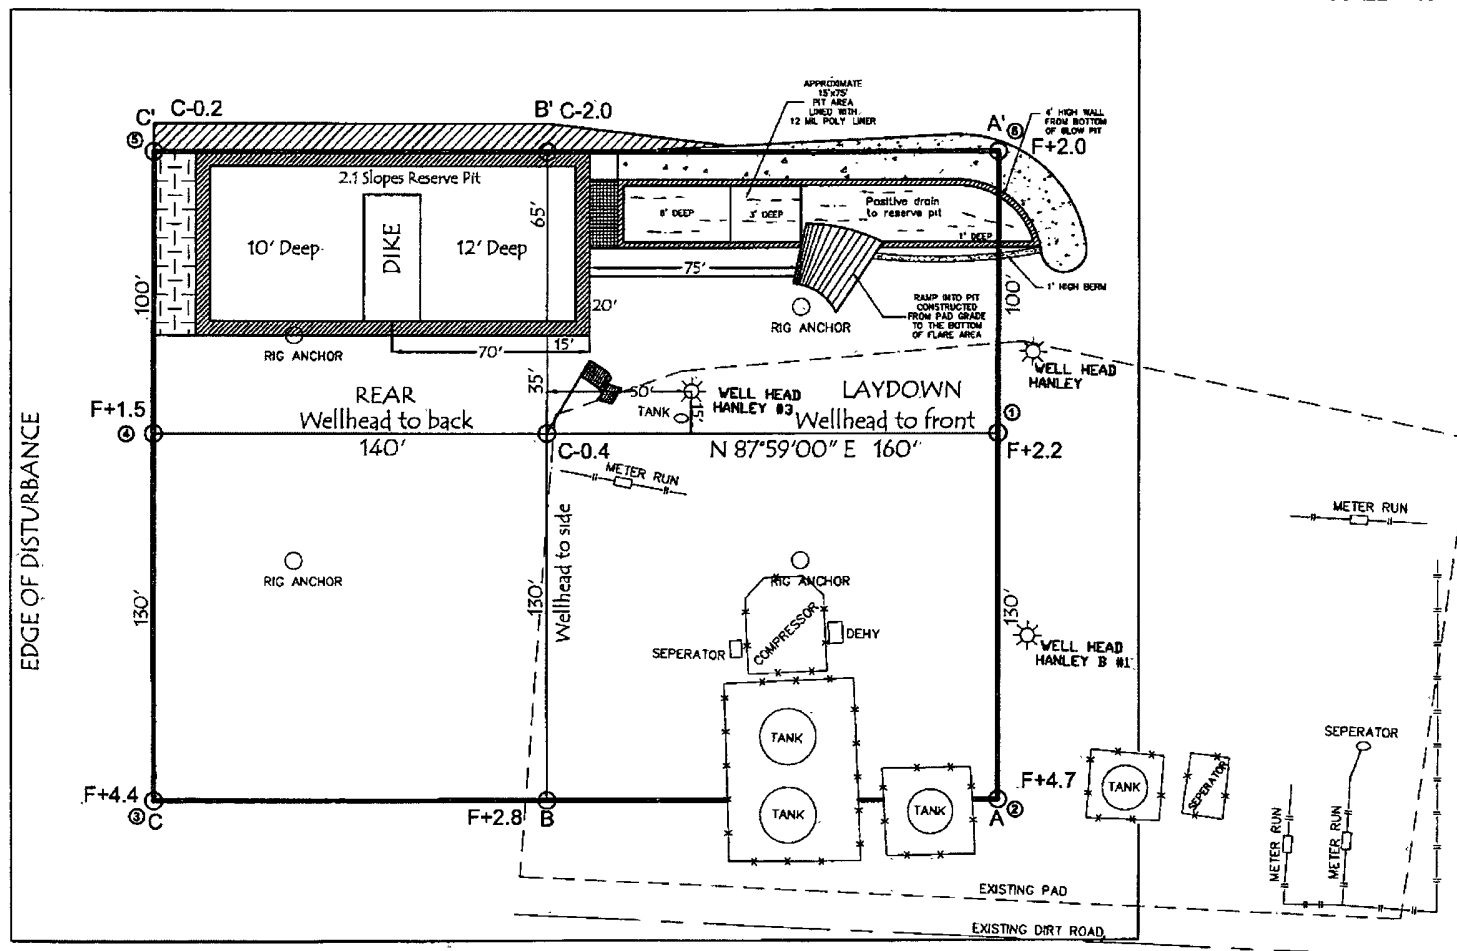 C'
C-0.2
B'
C-2.0
APPROXIMATE
15'x75'
PIT AREA
LINED WITH
12 MIL POLY LINER
A'
⑥
F+2.0
4' HIGH WALL
FROM BOTTOM
OF BLOW PIT
⑤
2.1 Slopes Reserve Pit
10' Deep
DIKE
12' Deep
65'
8' DEEP
3' DEEP
Positive drain
to reserve pit
1' DEEP
75'
1' HIGH BERM
100'
20'
100'
RAMP INTO PIT
CONSTRUCTED
FROM PAD GRADE
TO THE BOTTOM
OF FLARE AREA
RIG ANCHOR
RIG ANCHOR
70'
15'
35'
50'
WELL HEAD
HANLEY
REAR
Wellhead to back
140'
TANK
15'
WELL HEAD
HANLEY #3
LAYDOWN
Wellhead to front
N 87°59'00" E 160'
F+1.5
④
①
F+2.2
C-0.4
METER RUN
METER RUN
EDGE OF DISTURBANCE
Wellhead to side
130'
130'
130'
RIG ANCHOR
RIG ANCHOR
COMPRESSOR
SEPERATOR
DEHY
WELL HEAD
HANLEY B #1
TANK
TANK
TANK
TANK
SEPERATOR
SEPERATOR
F+4.4
③
C
F+2.8
B
F+4.7
A
②
METER RUN
METER RUN
EXISTING PAD
EXISTING DIRT ROAD